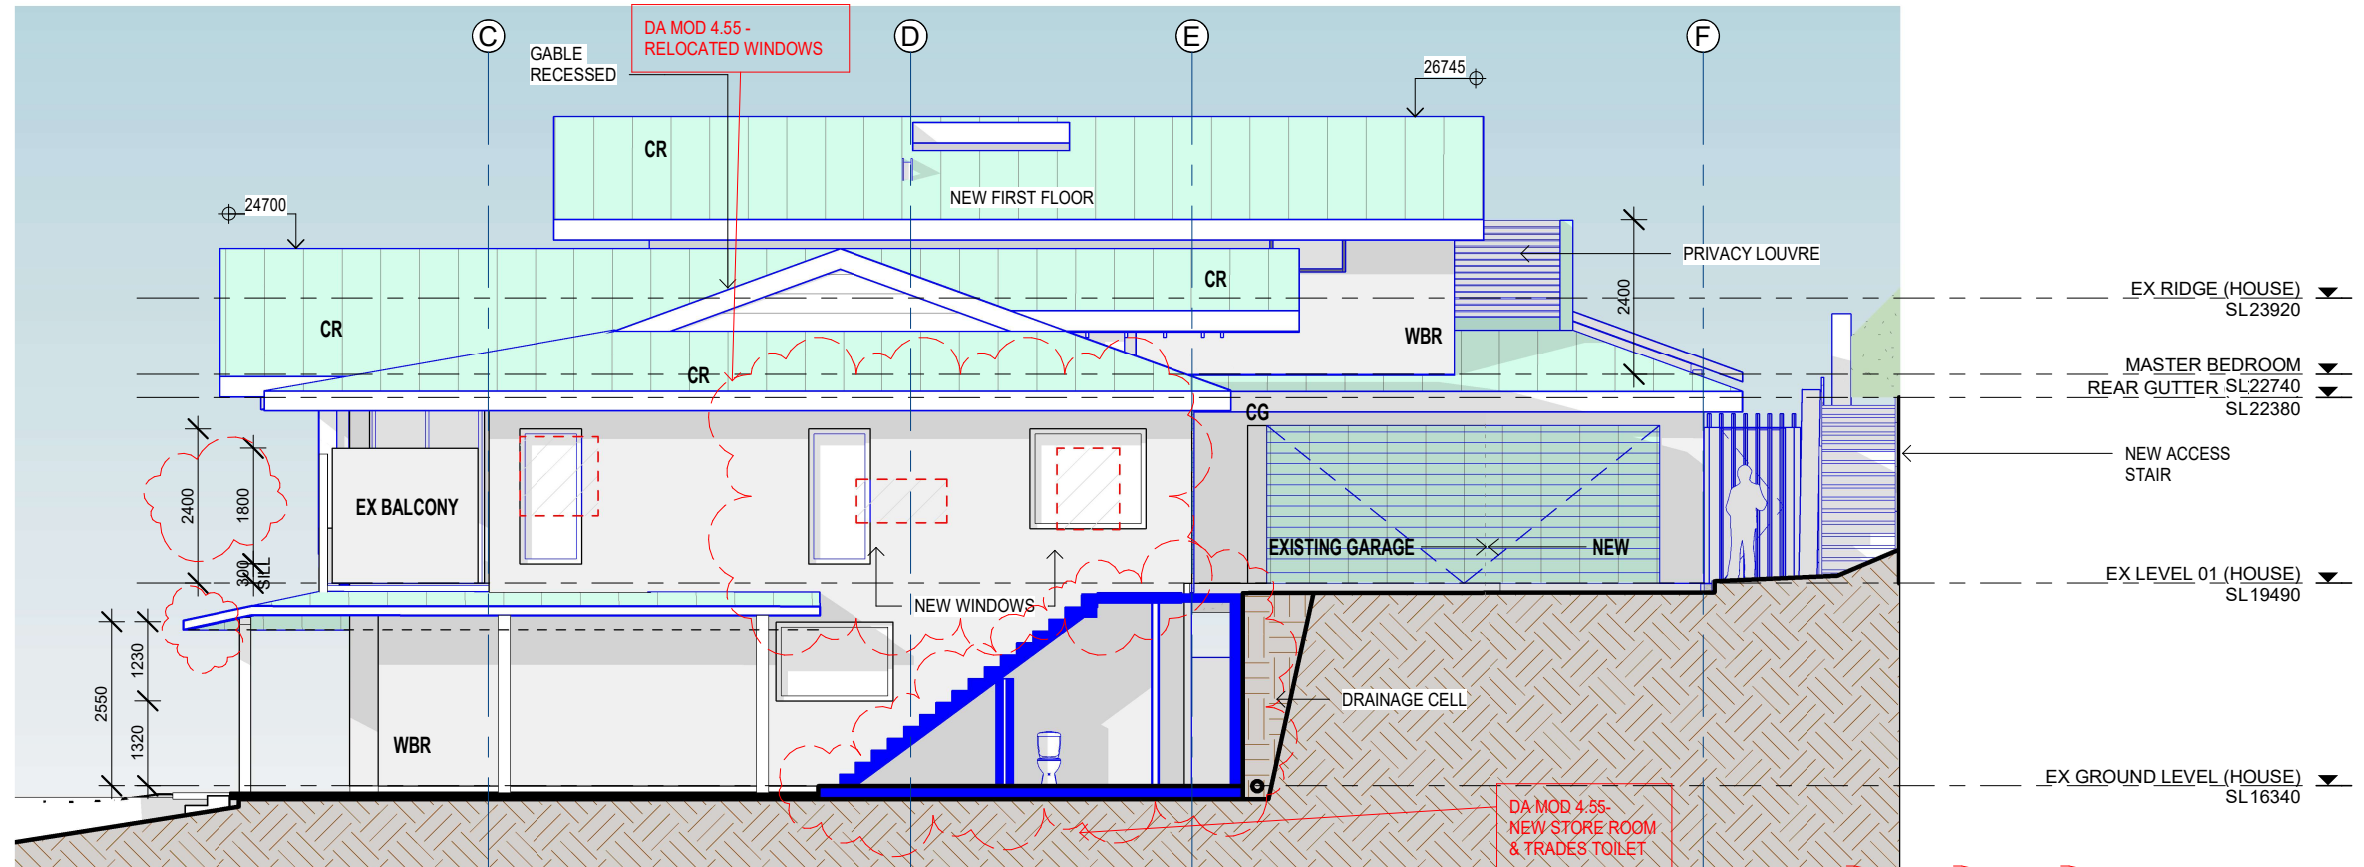 C
DA MOD 4.55 -
RELOCATED WINDOWS
D
E
F
GABLE
RECESSED
26745
CR
NEW FIRST FLOOR
24700
PRIVACY LOUVRE
CR
2400
EX RIDGE (HOUSE)
SL23920
CR
WBR
MASTER BEDROOM
SL22740
CR
REAR GUTTER
SL22380
CG
NEW ACCESS
STAIR
2400
1800
EX BALCONY
EXISTING GARAGE
NEW
300
SILL
EX LEVEL 01 (HOUSE)
SL19490
NEW WINDOWS
1230
2550
1320
DRAINAGE CELL
WBR
EX GROUND LEVEL (HOUSE)
SL16340
DA MOD 4.55-
NEW STORE ROOM
& TRADES TOILET